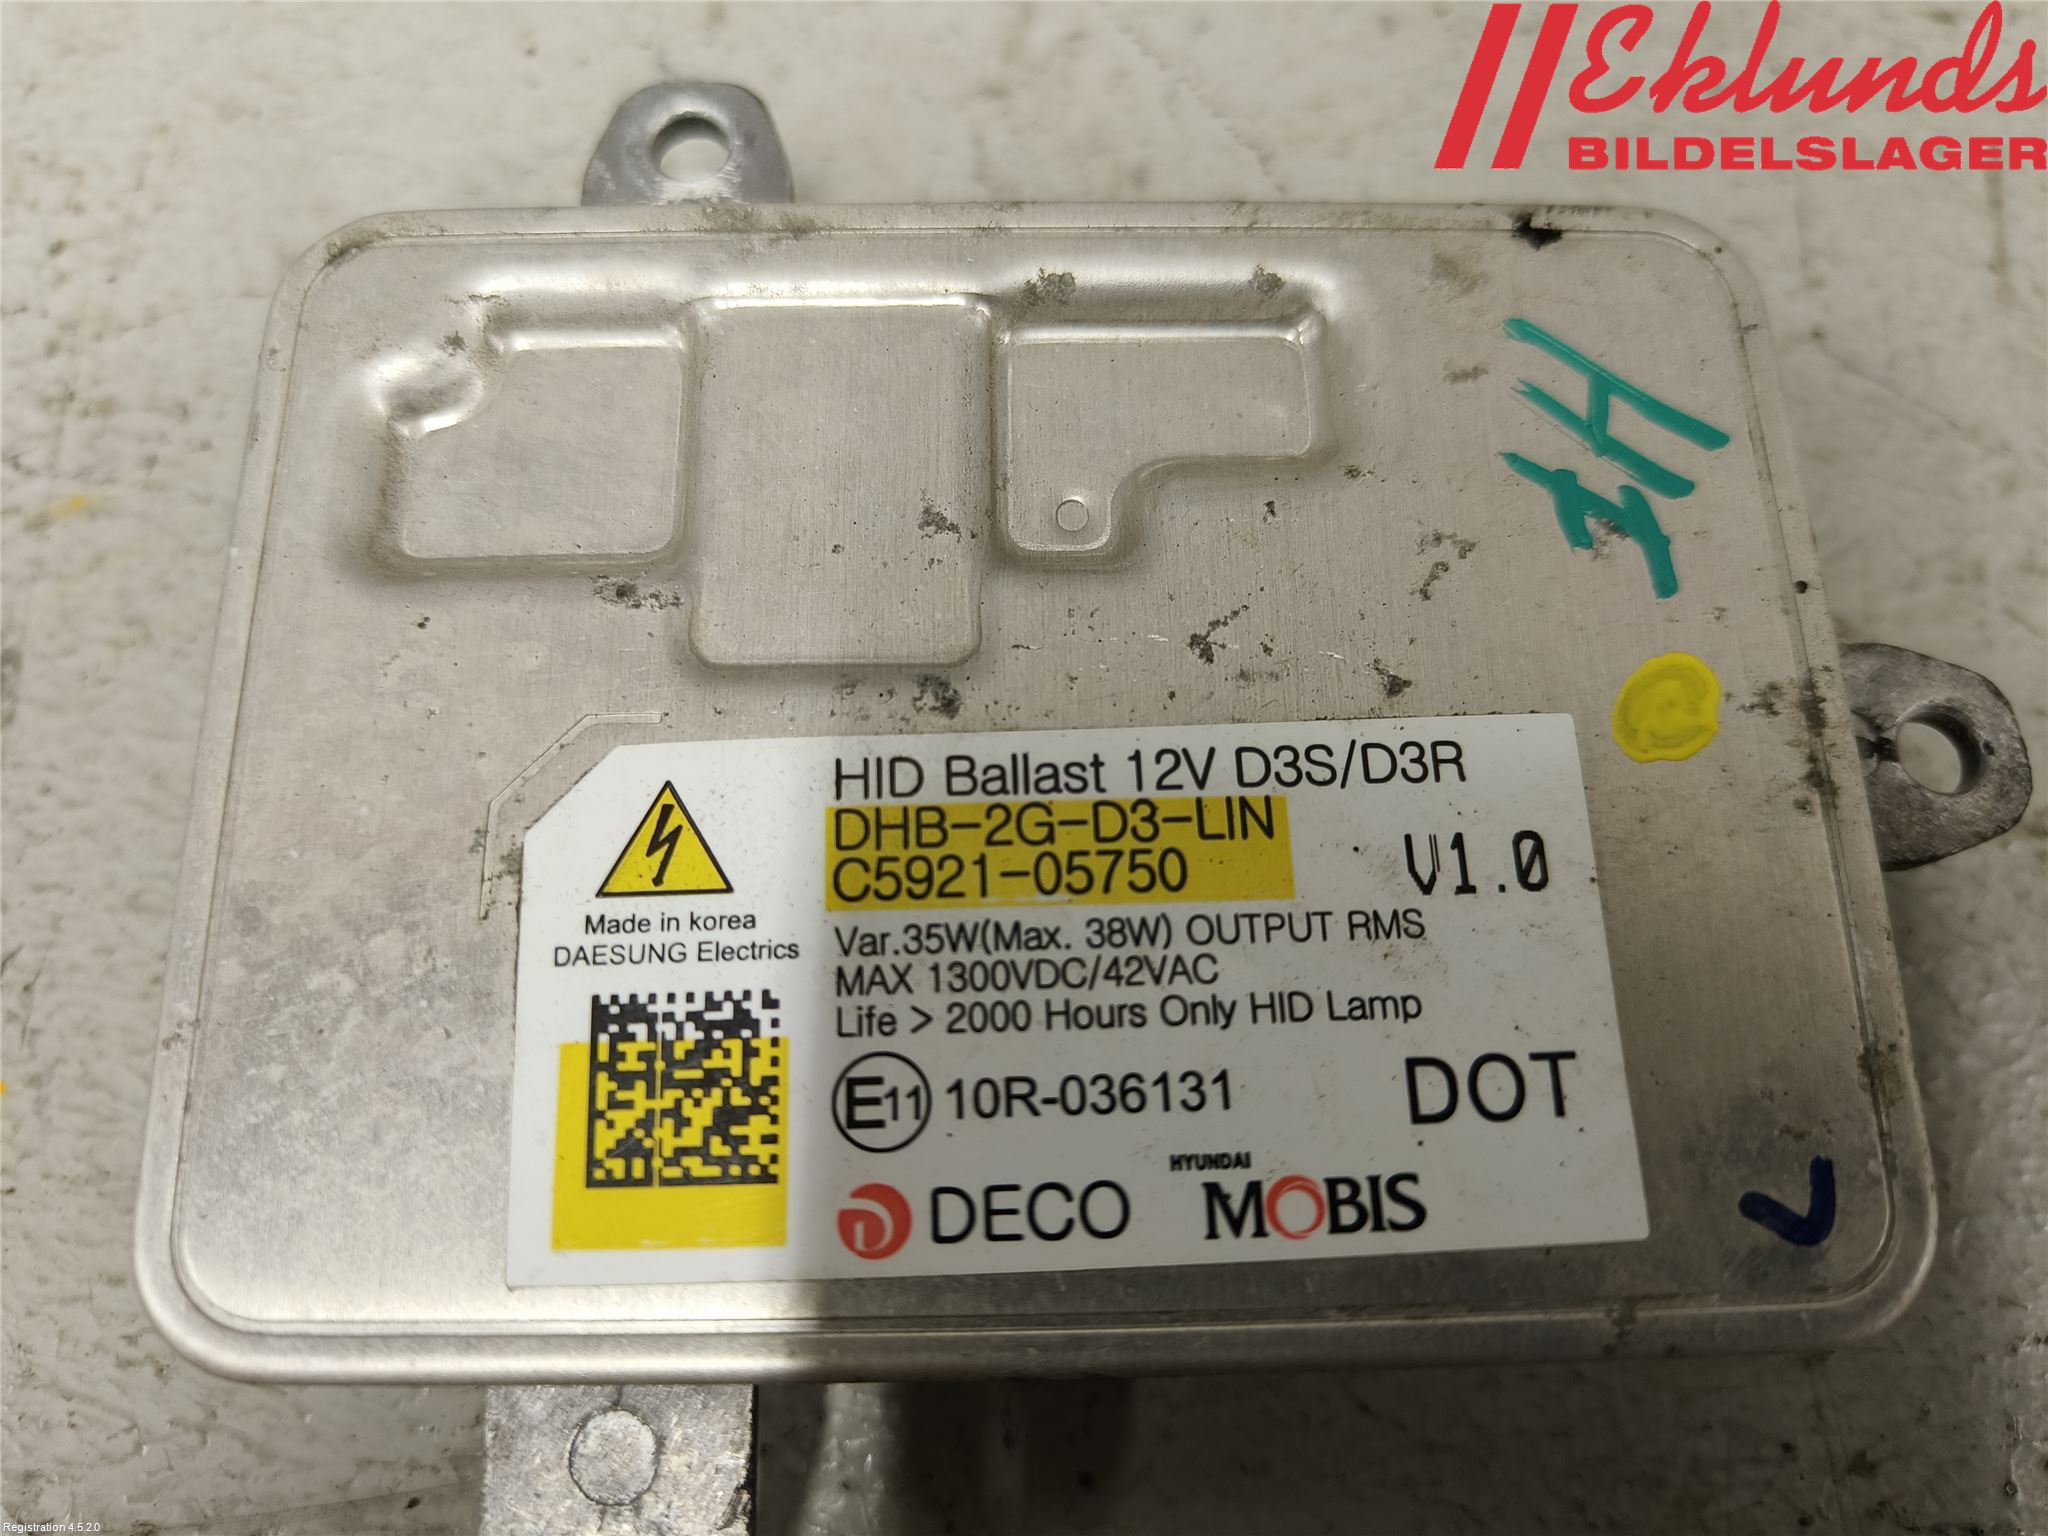 Eklunds
BILDELSLAGER
HID Ballast 12V D3S/D3R
DHB-2G-D3-LIN
C5921-05750
V1.0
Made in korea
DAESUNG Electrics
Var.35W(Max. 38W) OUTPUT RMS
MAX 1300VDC/42VAC
Life > 2000 Hours Only HID Lamp
E11 10R-036131
DOT
DECO
HYUNDAI
MOBIS
Registration 4.5.2.0